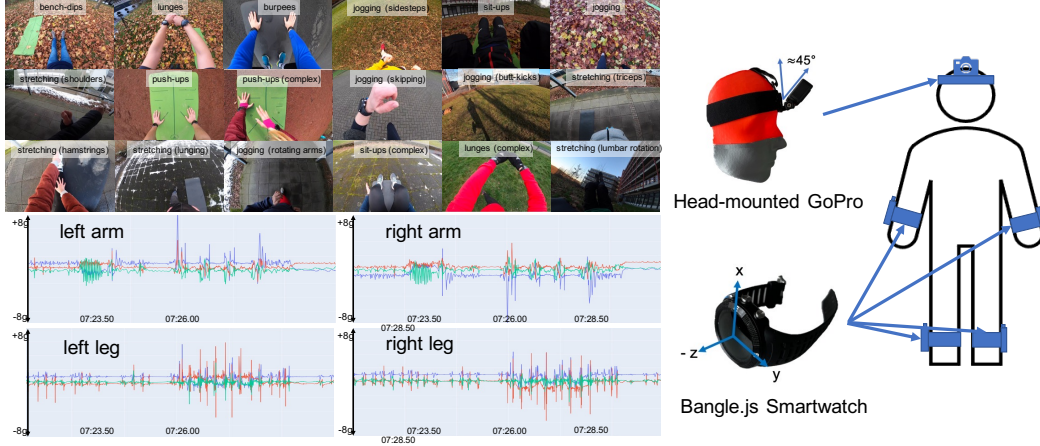 bench-dips
lunges
burpees
jogging (sidesteps)
sit-ups
jogging
stretching (shoulders)
push-ups
push-ups (complex)
jogging (skipping)
jogging (butt-kicks)
stretching (triceps)
stretching (hamstrings)
stretching (lunging)
jogging (rotating arms)
sit-ups (complex)
lunges (complex)
stretching (lumbar rotation)
≈45°
Head-mounted GoPro
+8g
left arm
-8g
07:23.50
07:26.00
right arm
07:23.50
07:26.00
07:28.50
07:28.50
+8g
left leg
-8g
07:23.50
07:26.00
right leg
07:23.50
07:26.00
07:28.50
07:28.50
x
- z
y
Bangle.js Smartwatch